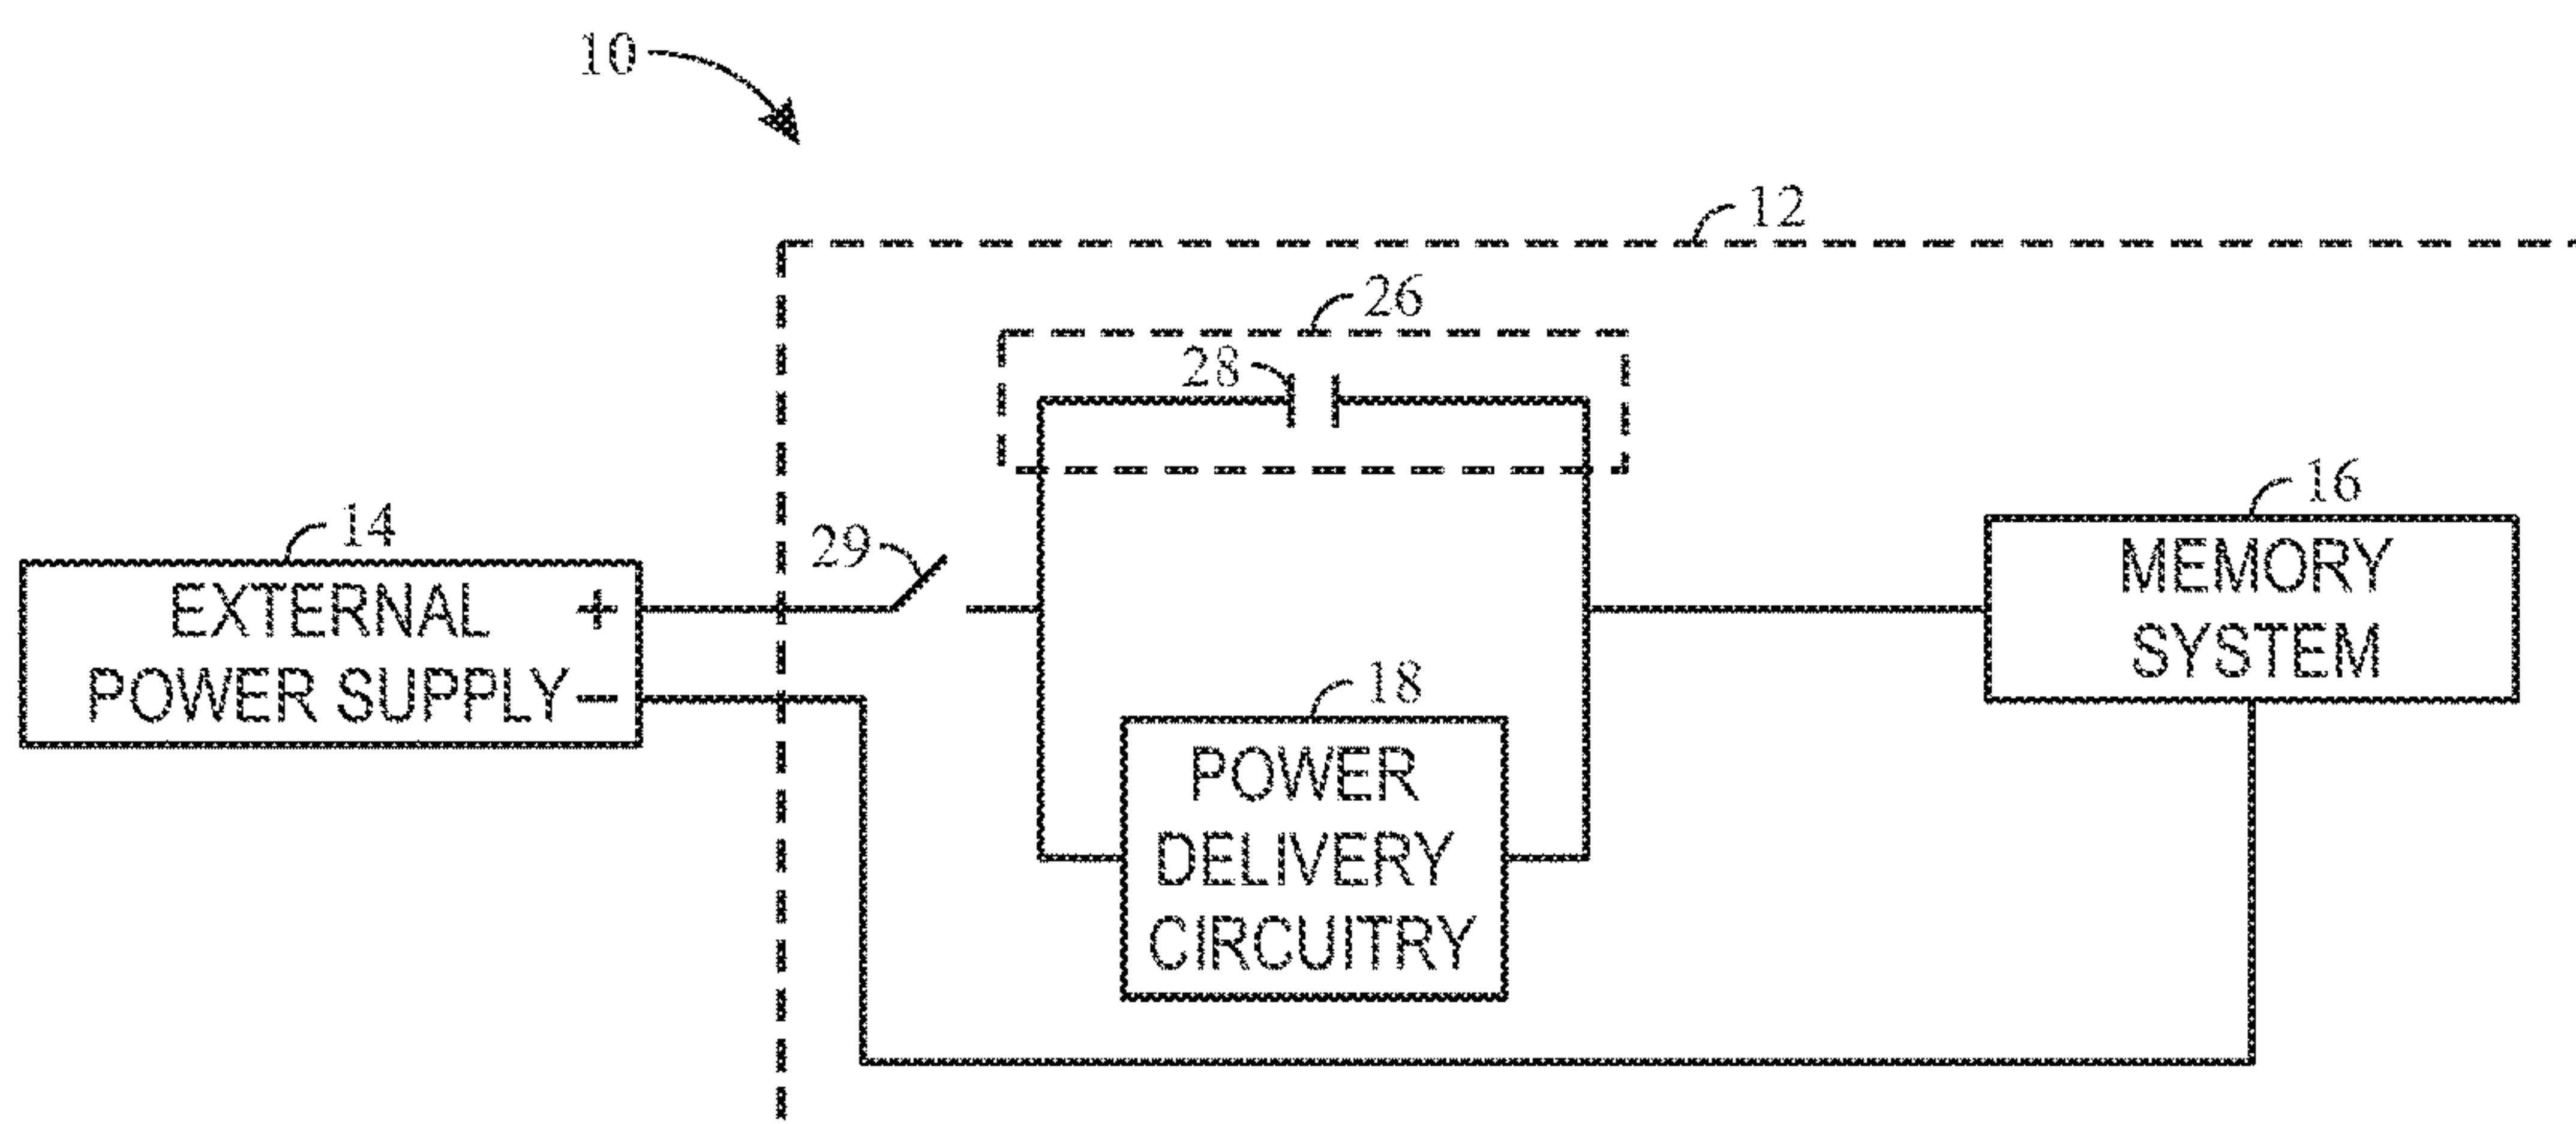 10
12
26
28
14
29
16
EXTERNAL +
POWER SUPPLY −
MEMORY
SYSTEM
18
POWER
DELIVERY
CIRCUITRY